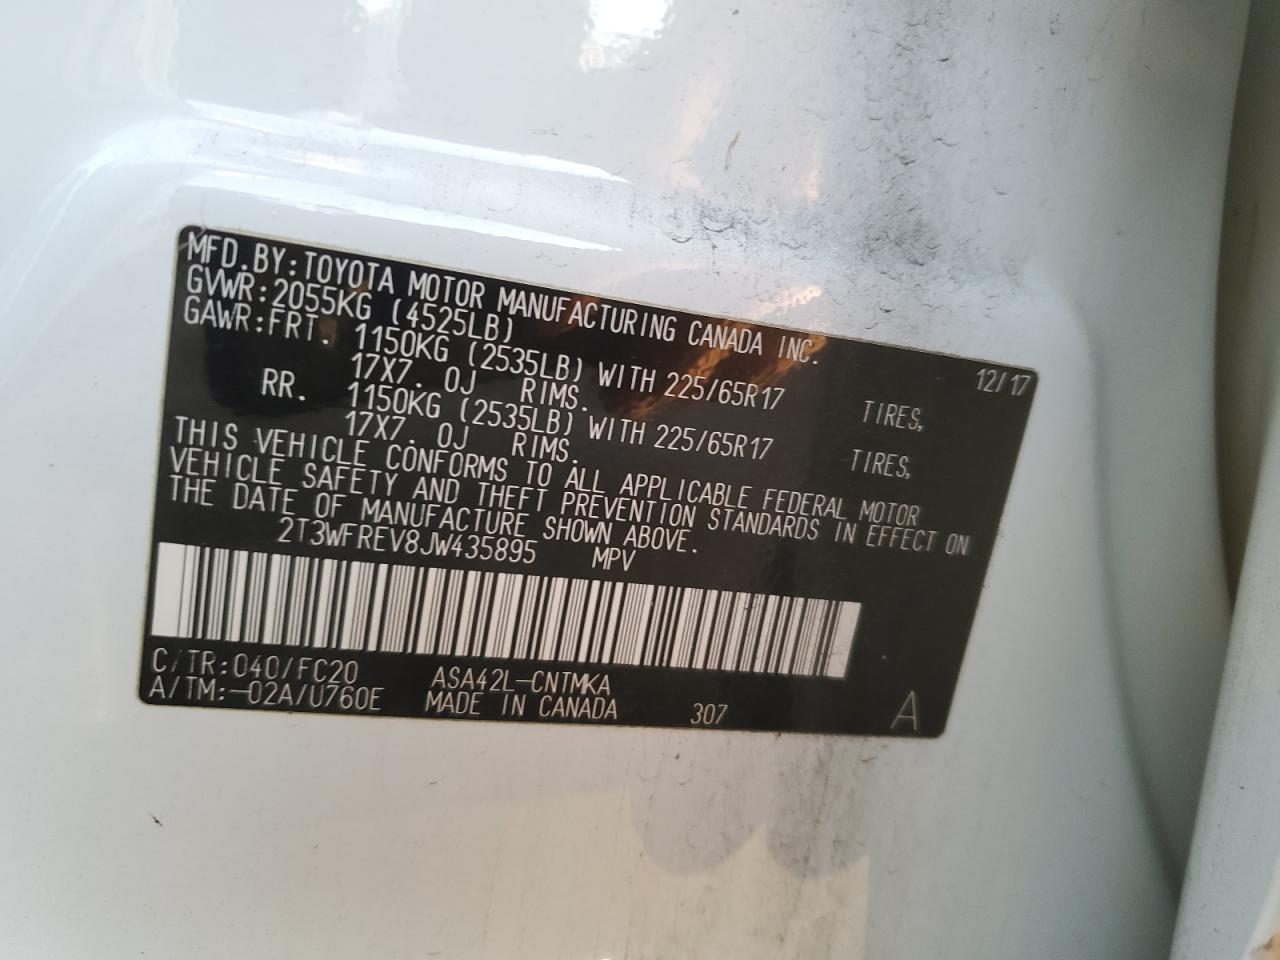 MFD.BY:TOYOTA MOTOR MANUFACTURING CANADA INC.
GVWR:2055KG (4525LB) 12/17
GAWR:FRT. 1150KG (2535LB) WITH 225/65R17 TIRES,
17X7.0J RIMS.
RR. 1150KG (2535LB) WITH 225/65R17 TIRES,
17X7.0J RIMS.
THIS VEHICLE CONFORMS TO ALL APPLICABLE FEDERAL MOTOR
VEHICLE SAFETY AND THEFT PREVENTION STANDARDS IN EFFECT ON
THE DATE OF MANUFACTURE SHOWN ABOVE.
2T3WFREV8JW435895 MPV
C/TR:040/FC20 ASA42L-CNTMKA
A/TM:-02A/U760E MADE IN CANADA 307 A